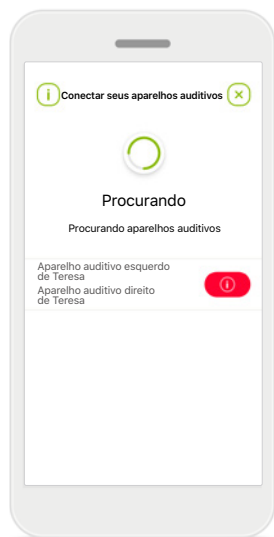 Conectar seus aparelhos auditivos
Procurando
Procurando aparelhos auditivos
Aparelho auditivo esquerdo
de Teresa
Aparelho auditivo direito
de Teresa